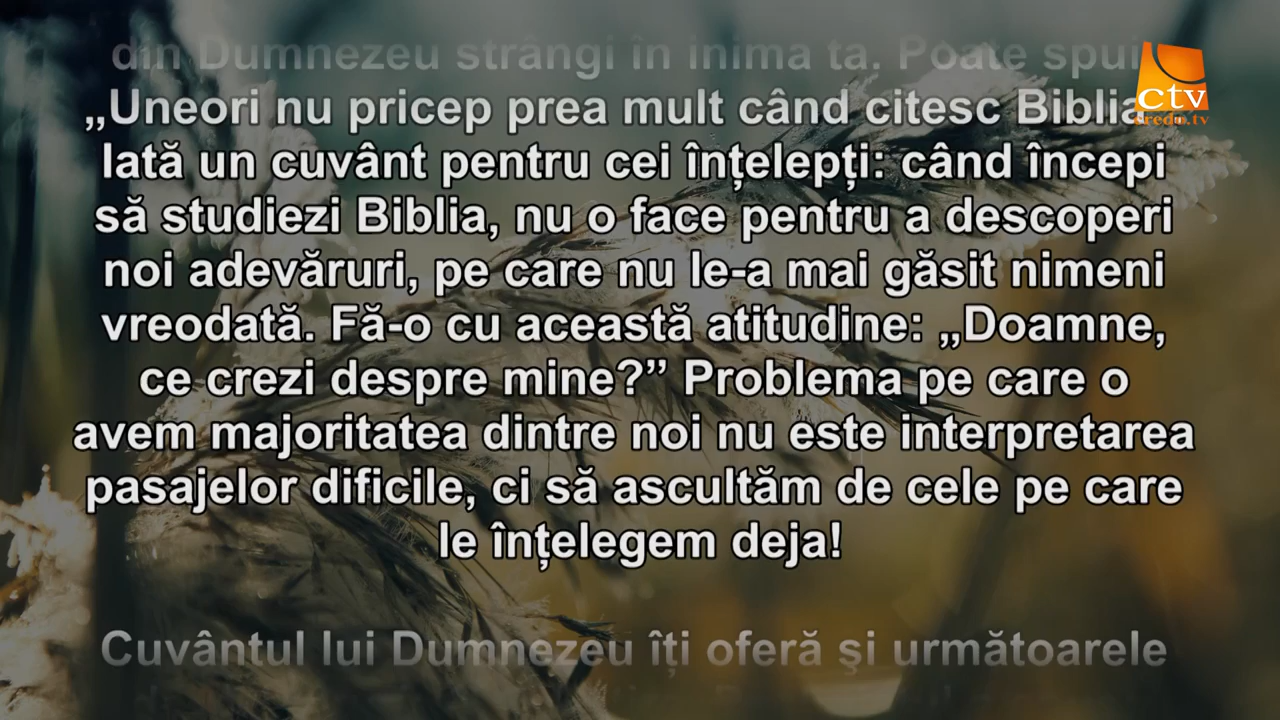 din Dumnezeu strângi în inima ta. Poate spui
„Uneori nu pricep prea mult când citesc Biblia
Iată un cuvânt pentru cei înțelepți: când începi
să studiezi Biblia, nu o face pentru a descoperi
noi adevăruri, pe care nu le-a mai găsit nimeni
vreodată. Fă-o cu această atitudine: „Doamne,
ce crezi despre mine?” Problema pe care o
avem majoritatea dintre noi nu este interpretarea
pasajelor dificile, ci să ascultăm de cele pe care
le înțelegem deja!
Cuvântul lui Dumnezeu îți oferă şi următoarele
ctv
credo.tv